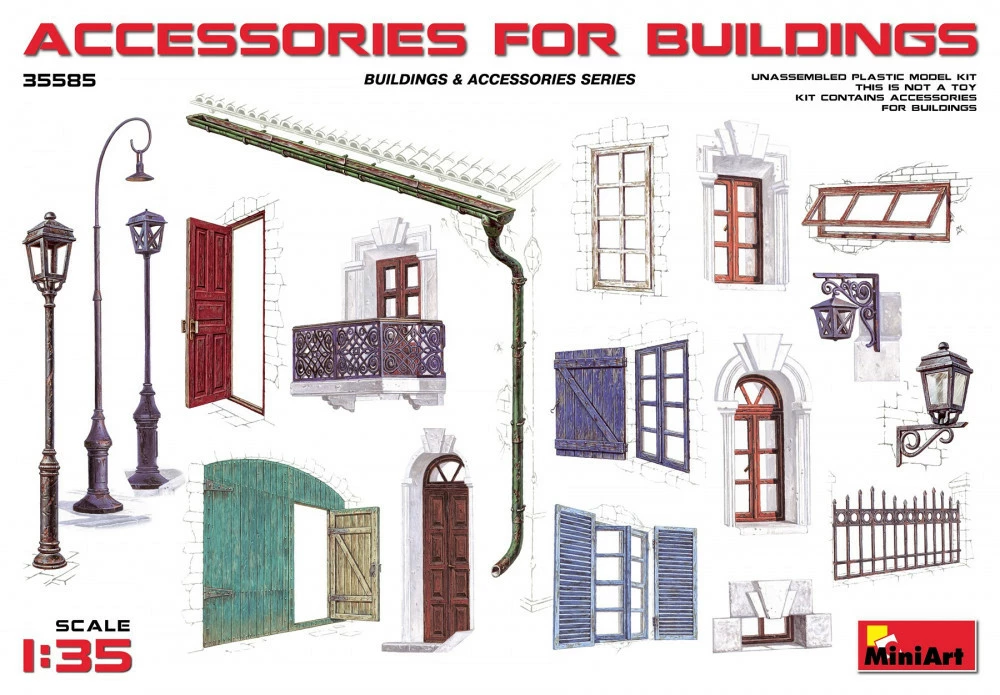 ACCESSORIES FOR BUILDINGS
35585
BUILDINGS & ACCESSORIES SERIES
UNASSEMBLED PLASTIC MODEL KIT
THIS IS NOT A TOY
KIT CONTAINS ACCESSORIES
FOR BUILDINGS
SCALE
1:35
MiniArt